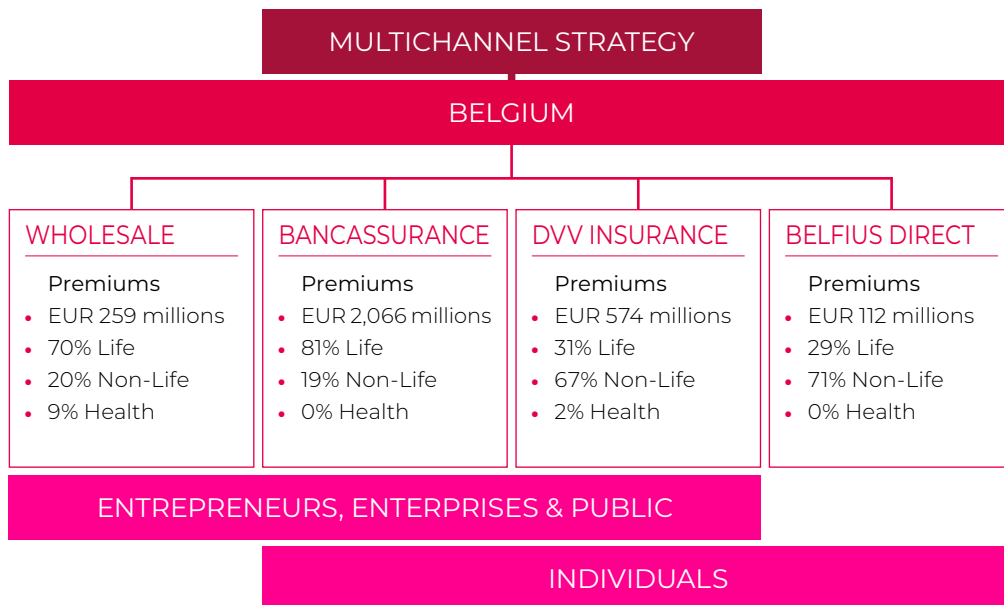 MULTICHANNEL STRATEGY
BELGIUM
WHOLESALE
Premiums
• EUR 259 millions
• 70% Life
• 20% Non-Life
• 9% Health
BANCASSURANCE
Premiums
• EUR 2,066 millions
• 81% Life
• 19% Non-Life
• 0% Health
DVV INSURANCE
Premiums
• EUR 574 millions
• 31% Life
• 67% Non-Life
• 2% Health
BELFIUS DIRECT
Premiums
• EUR 112 millions
• 29% Life
• 71% Non-Life
• 0% Health
ENTREPRENEURS, ENTERPRISES & PUBLIC
INDIVIDUALS